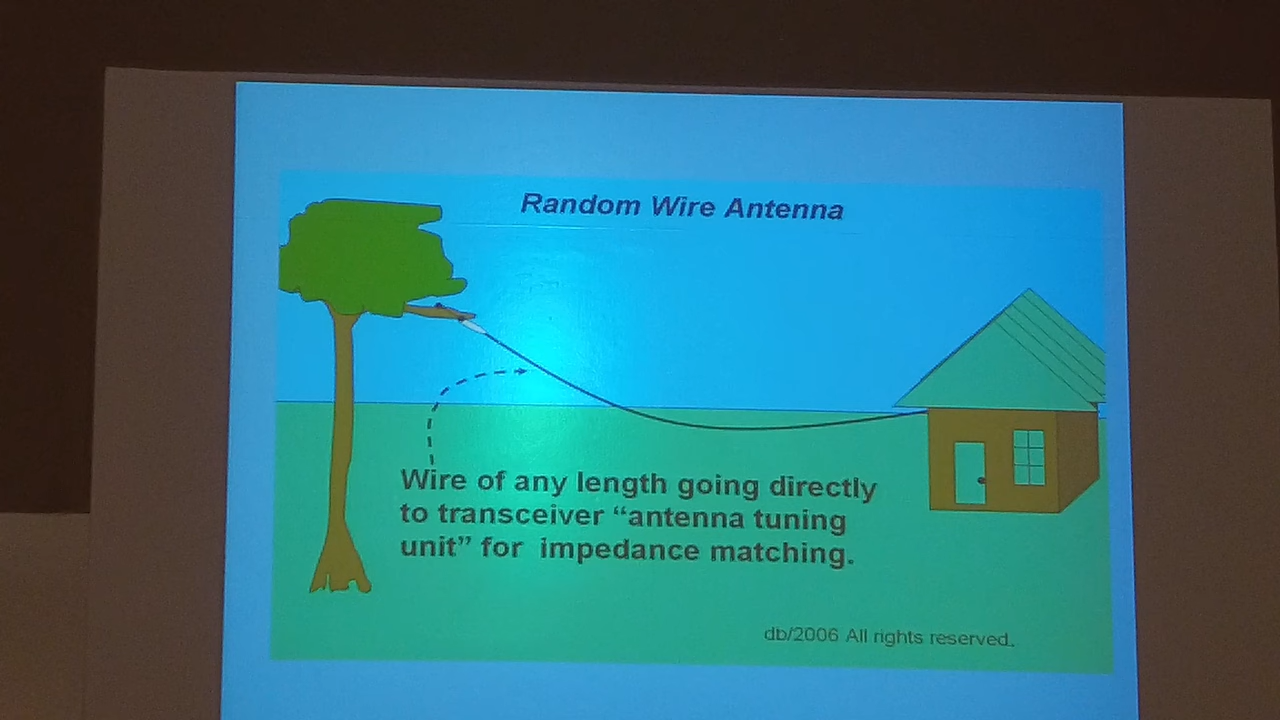 Random Wire Antenna
Wire of any length going directly
to transceiver “antenna tuning
unit” for impedance matching.
db/2006 All rights reserved.